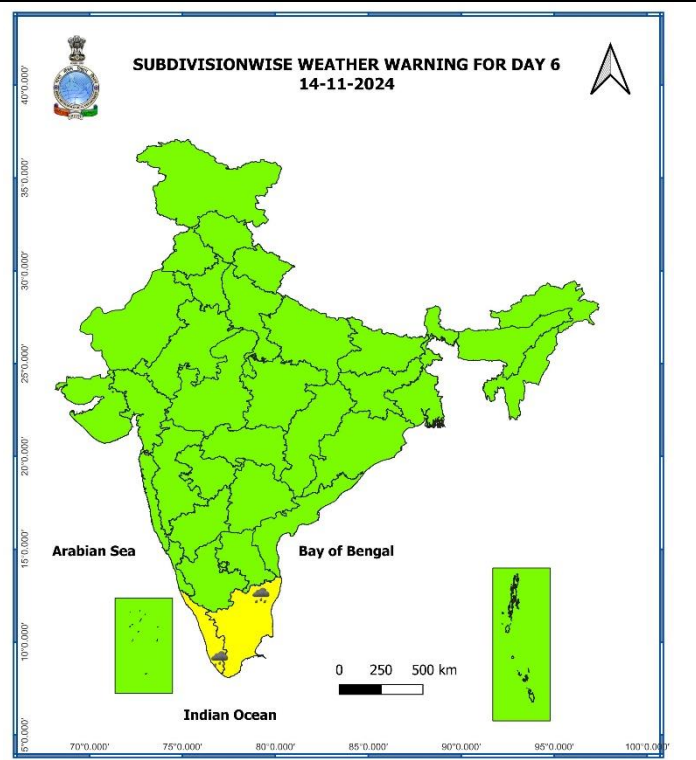 SUBDIVISIONWISE WEATHER WARNING FOR DAY 6
14-11-2024
40°0.000'
35°0.000'
30°0.000'
25°0.000'
20°0.000'
15°0.000'
10°0.000'
5°0.000'
Arabian Sea
Bay of Bengal
0 250 500 km
Indian Ocean
70°0.000' 75°0.000' 80°0.000' 85°0.000' 90°0.000' 95°0.000' 100°0.000'